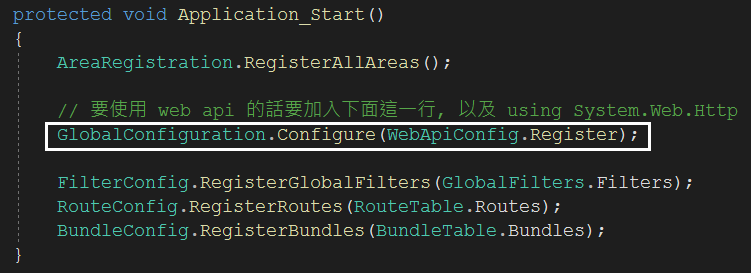 protected void Application_Start()
{
AreaRegistration.RegisterAllAreas();
// 要使用 web api 的話要加入下面這一行, 以及 using System.Web.Http
GlobalConfiguration.Configure(WebApiConfig.Register);
FilterConfig.RegisterGlobalFilters(GlobalFilters.Filters);
RouteConfig.RegisterRoutes(RouteTable.Routes);
BundleConfig.RegisterBundles(BundleTable.Bundles);
}